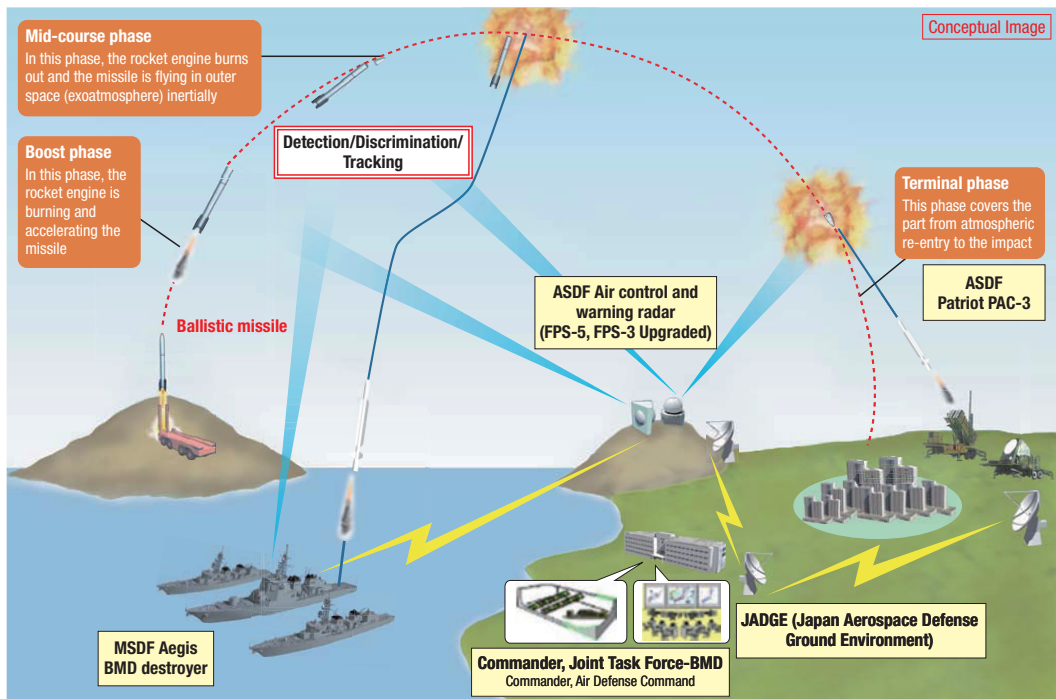 Conceptual Image
Mid-course phase
In this phase, the rocket engine burns
out and the missile is flying in outer
space (exoatmosphere) inertially
Boost phase
In this phase, the
rocket engine is
burning and
accelerating the
missile
Detection/Discrimination/
Tracking
Terminal phase
This phase covers the
part from atmospheric
re-entry to the impact
ASDF
Patriot PAC-3
ASDF Air control and
warning radar
(FPS-5, FPS-3 Upgraded)
Ballistic missile
MSDF Aegis
BMD destroyer
Commander, Joint Task Force-BMD
Commander, Air Defense Command
JADGE (Japan Aerospace Defense
Ground Environment)